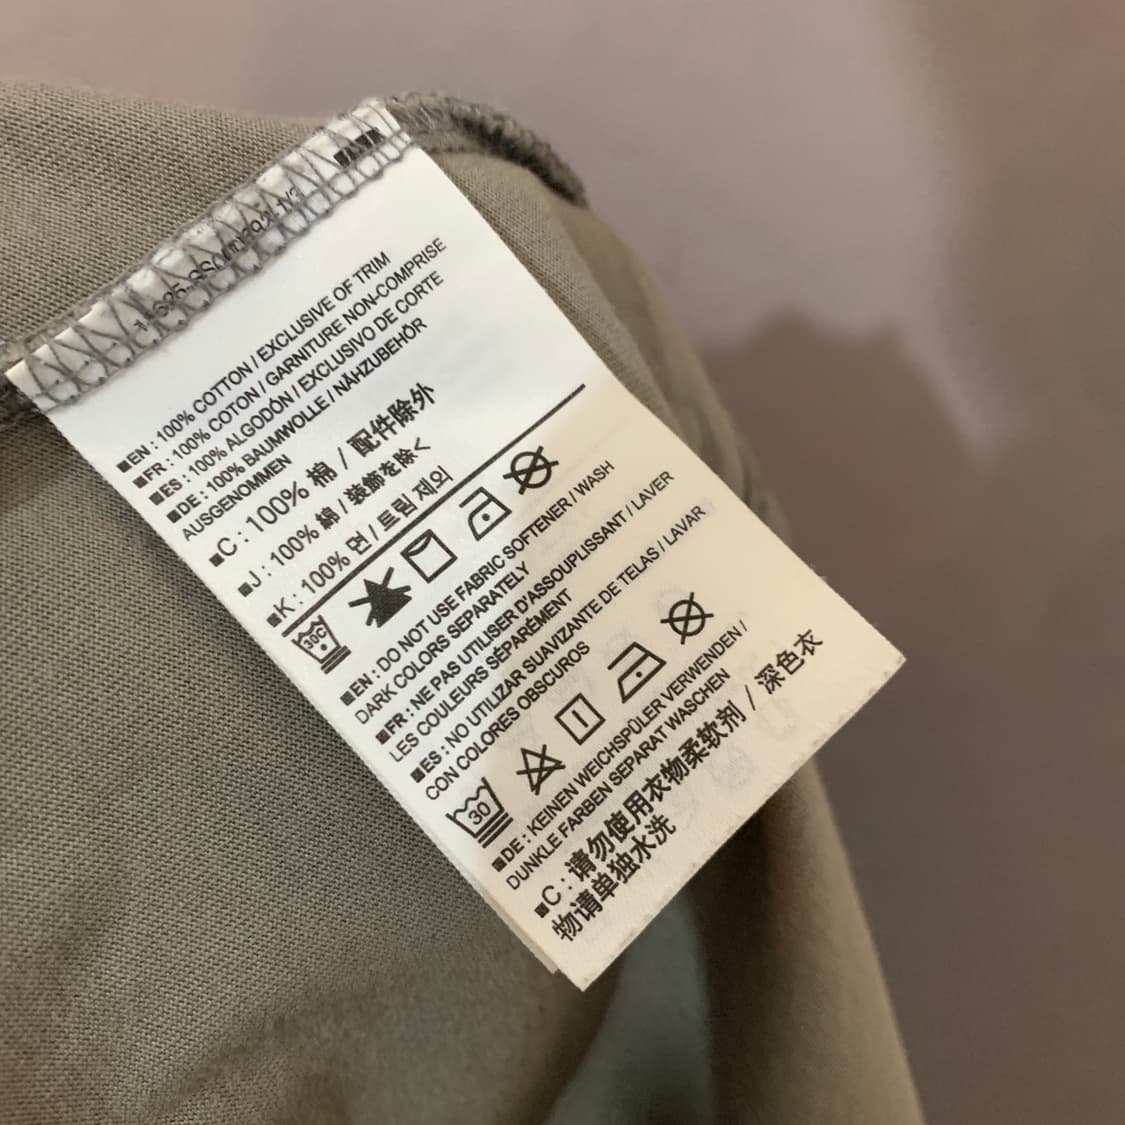 ■EN : 100% COTTON / EXCLUSIVE OF TRIM
■FR : 100% COTON / GARNITURE NON-COMPRISE
■ES : 100% ALGODÓN / EXCLUSIVO DE CORTE
■DE : 100% BAUMWOLLE / NÄHZUBEHÖR
AUSGENOMMEN
■C : 100% 棉 / 配件除外
■J : 100% 綿 / 装飾を除く
■K : 100% 면 / 트림 제외
30C
■EN : DO NOT USE FABRIC SOFTENER / WASH
DARK COLORS SEPARATELY
■FR : NE PAS UTILISER D'ASSOUPLISSANT / LAVER
LES COULEURS SÉPARÉMENT
■ES : NO UTILIZAR SUAVIZANTE DE TELAS / LAVAR
CON COLORES OBSCUROS
30
■DE : KEINEN WEICHSPÜLER VERWENDEN /
DUNKLE FARBEN SEPARAT WASCHEN
■C : 请勿使用衣物柔软剂 / 深色衣
物请单独水洗